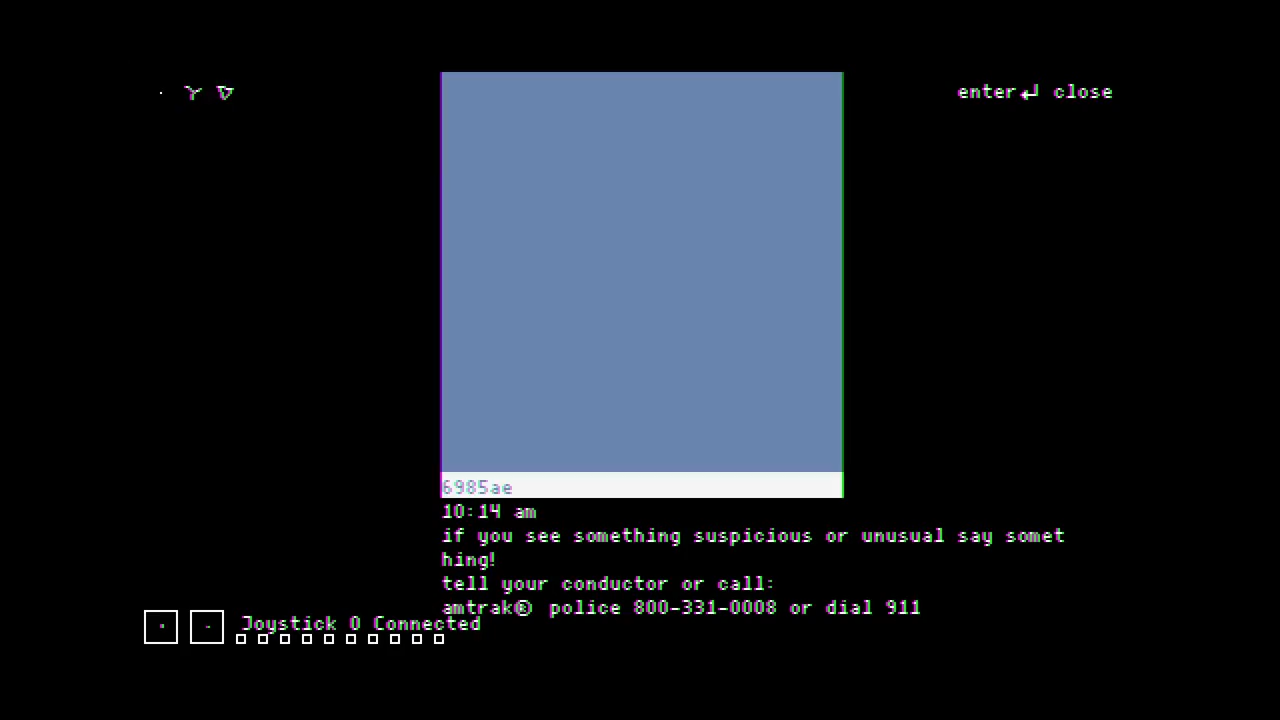 enter↲ close
6985ae
10:14 am
if you see something suspicious or unusual say somet
hing!
tell your conductor or call:
amtrak® police 800-331-0008 or dial 911
Joystick 0 Connected